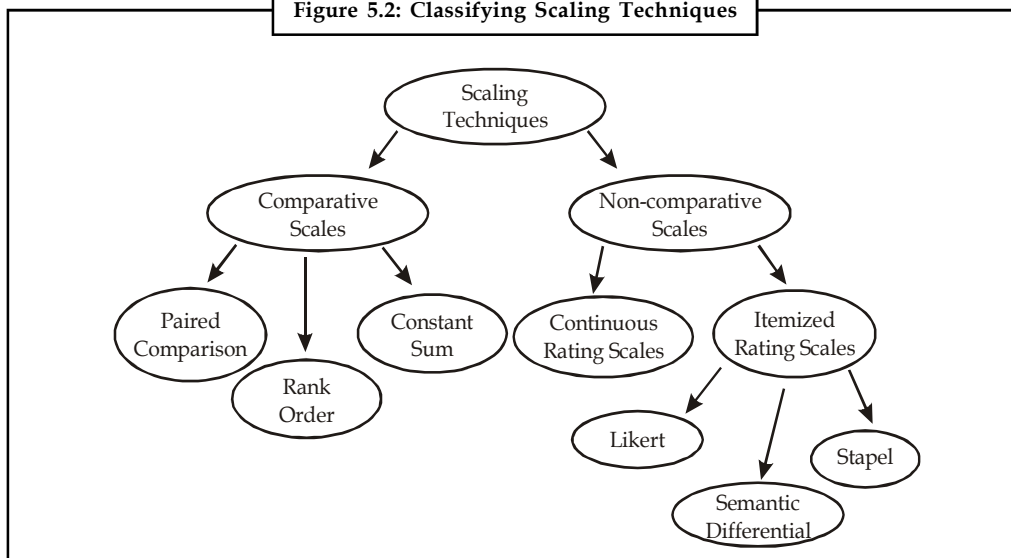 Figure 5.2: Classifying Scaling Techniques
Scaling
Techniques
Comparative
Scales
Non-comparative
Scales
Paired
Comparison
Rank
Order
Constant
Sum
Continuous
Rating Scales
Itemized
Rating Scales
Likert
Semantic
Differential
Stapel